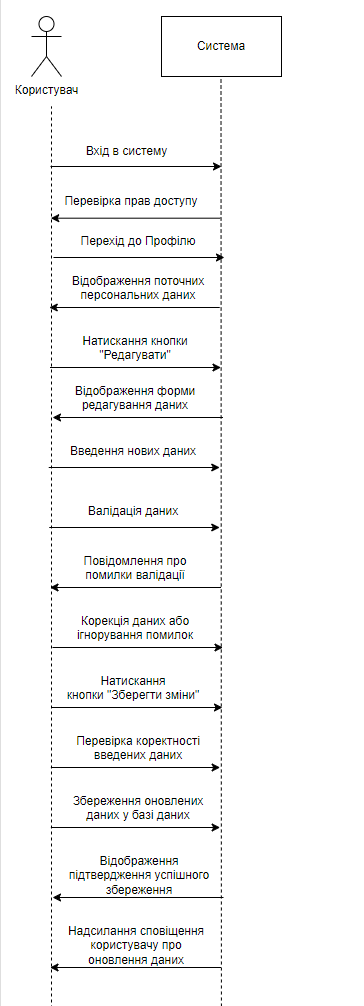 Користувач
Система
Вхід в систему
Перевірка прав доступу
Перехід до Профілю
Відображення поточних
персональних даних
Натискання кнопки
"Редагувати"
Відображення форми
редагування даних
Введення нових даних
Валідація даних
Повідомлення про
помилки валідації
Корекція даних або
ігнорування помилок
Натискання
кнопки "Зберегти зміни"
Перевірка коректності
введених даних
Збереження оновлених
даних у базі даних
Відображення
підтвердження успішного
збереження
Надсилання сповіщення
користувачу про
оновлення даних